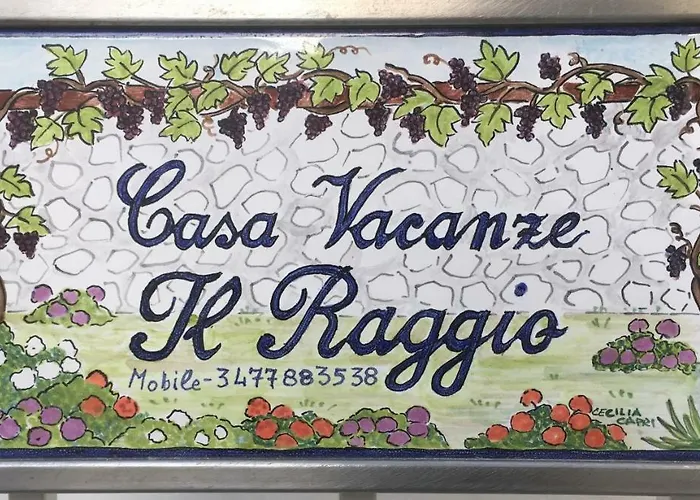 Casa Vacanze
Il Raggio
Mobile-3477883538
CECILIA
CAPRI